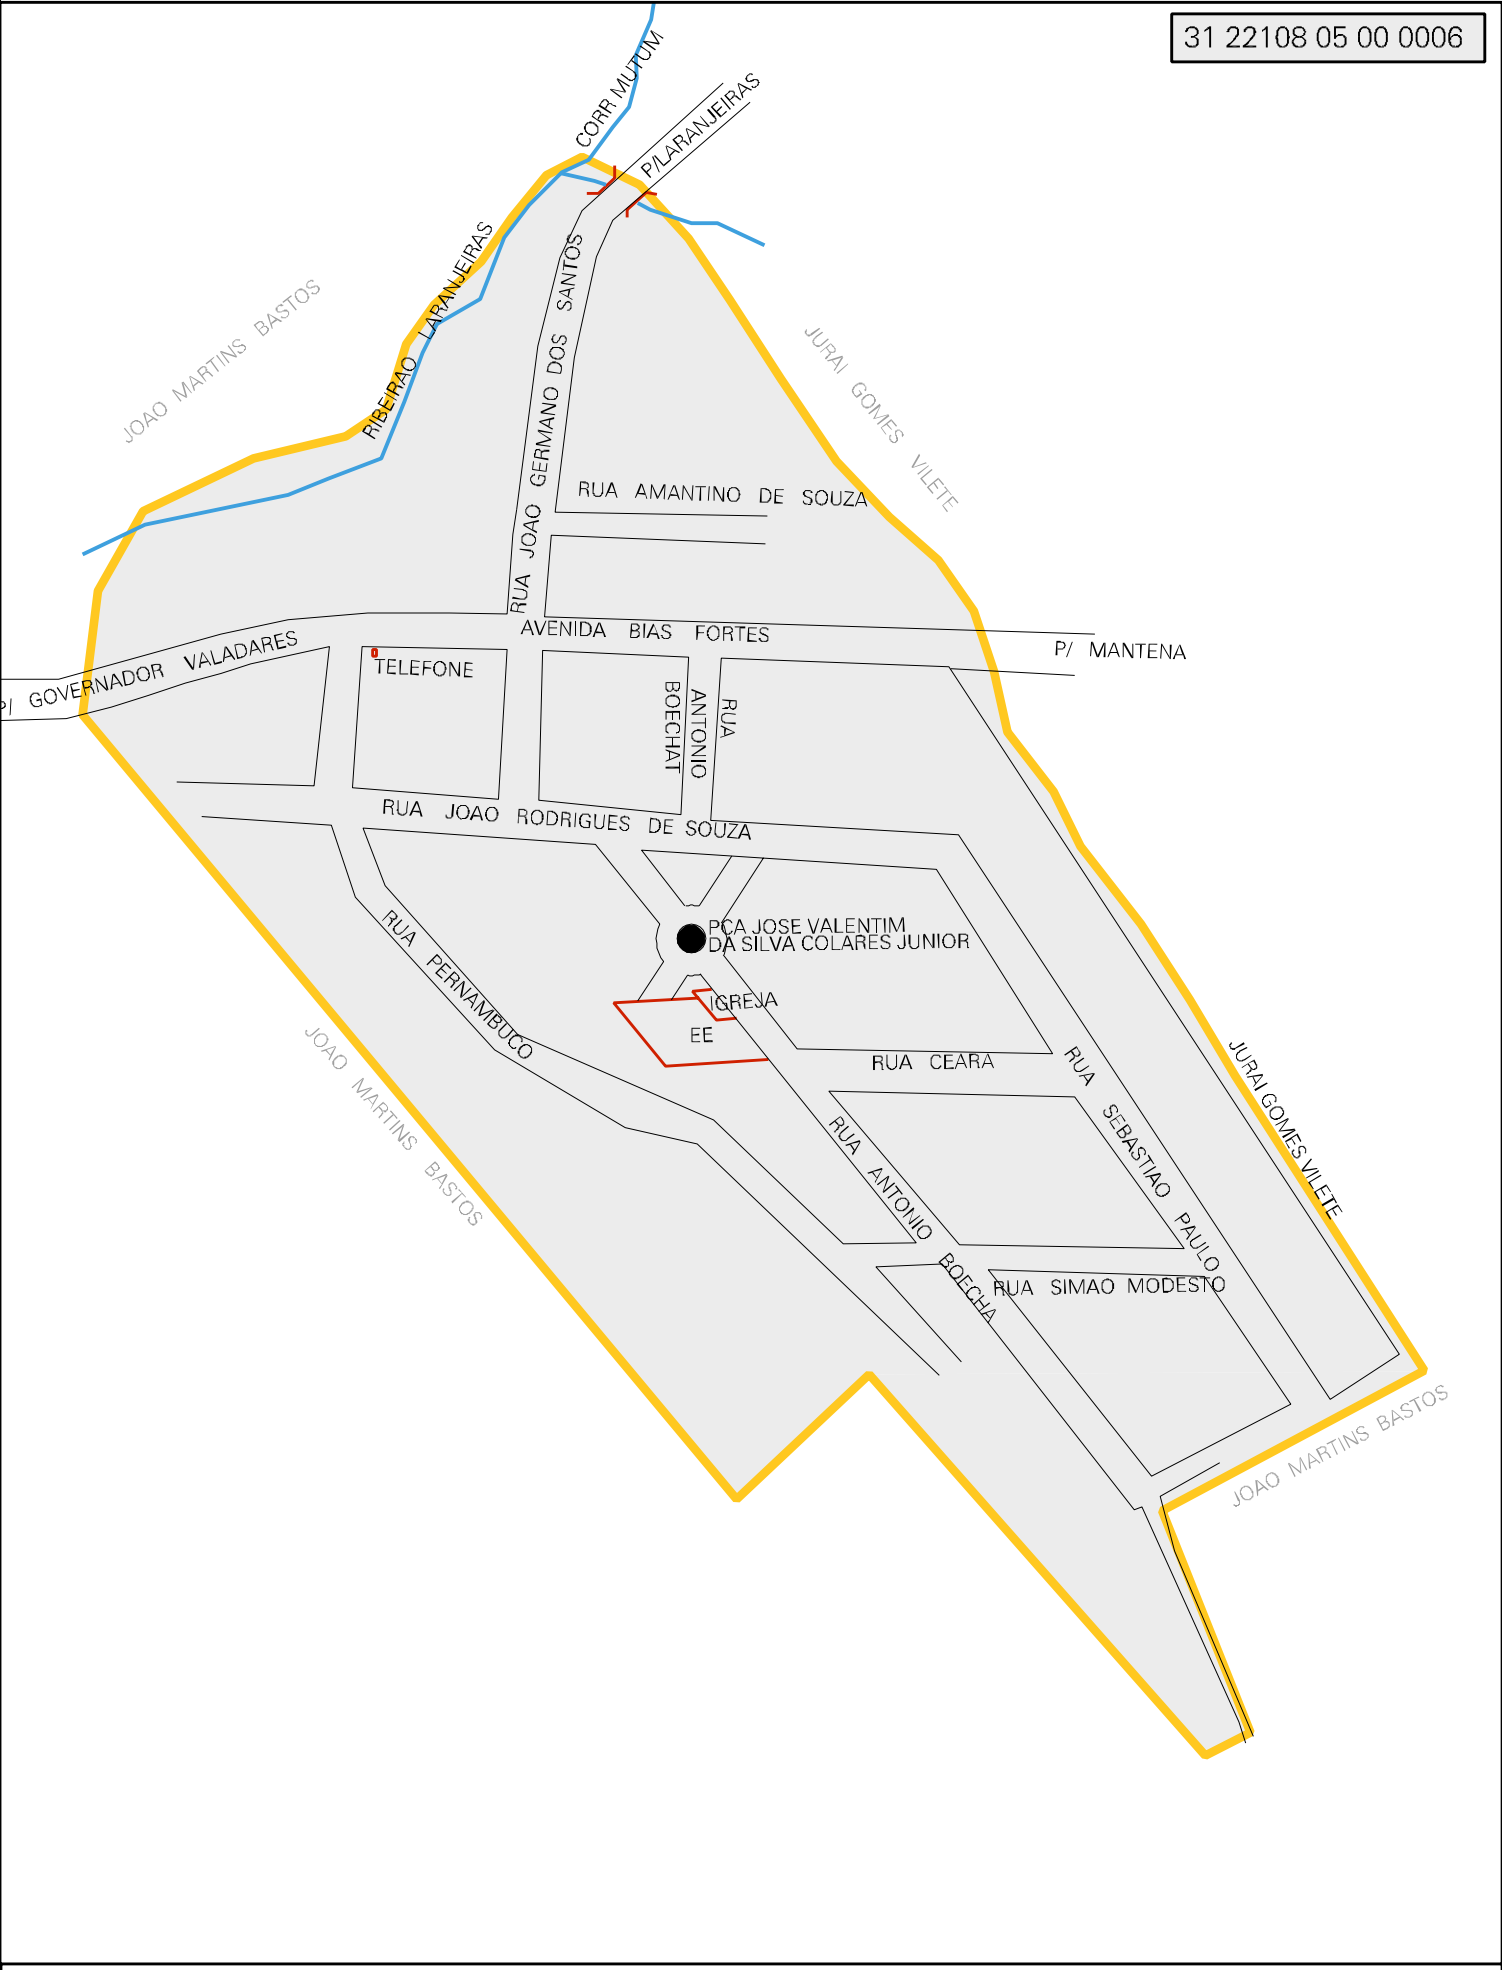 31 22108 05 00 0006
CORR MUTUM
P/LARANJEIRAS
RIBEIRAO LARANJEIRAS
JOAO MARTINS BASTOS
JURAI GOMES VILETE
RUA JOAO GERMANO DOS SANTOS
RUA AMANTINO DE SOUZA
AVENIDA BIAS FORTES
P/ MANTENA
P/ GOVERNADOR VALADARES
TELEFONE
RUA
ANTONIO
BOECHAT
RUA JOAO RODRIGUES DE SOUZA
PCA JOSE VALENTIM
DA SILVA COLARES JUNIOR
RUA PERNAMBUCO
IGREJA
EE
RUA CEARA
JOAO MARTINS BASTOS
RUA SEBASTIAO PAULO
JURAI GOMES VILETE
RUA ANTONIO BOECHA
RUA SIMAO MODESTO
JOAO MARTINS BASTOS